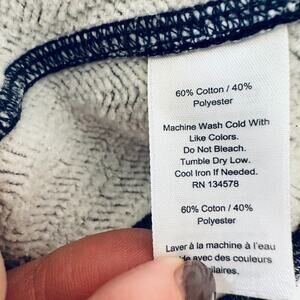 60% Cotton / 40%
Polyester
Machine Wash Cold With
Like Colors.
Do Not Bleach.
Tumble Dry Low.
Cool Iron If Needed.
RN 134578
60% Coton / 40%
Polyester
Laver à la machine à l'eau
avec des couleurs